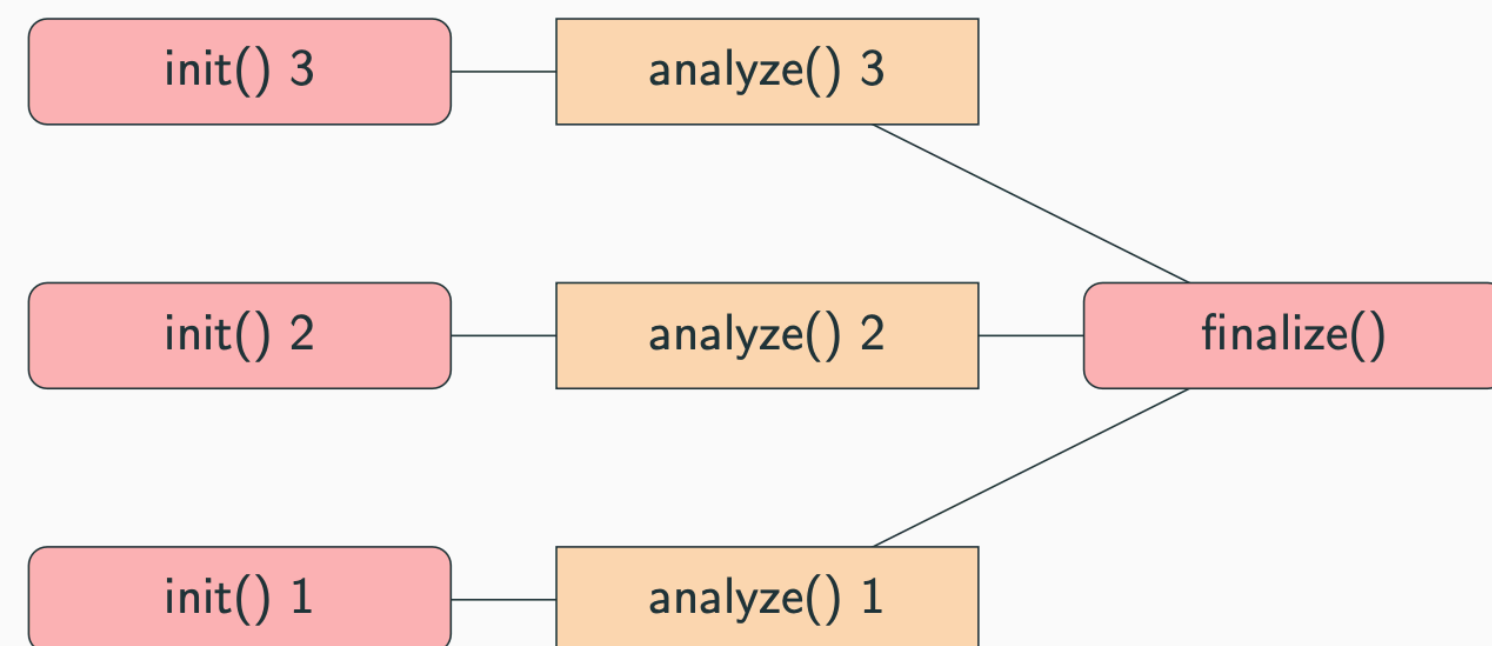 init() 3
analyze() 3
init() 2
analyze() 2
finalize()
init() 1
analyze() 1